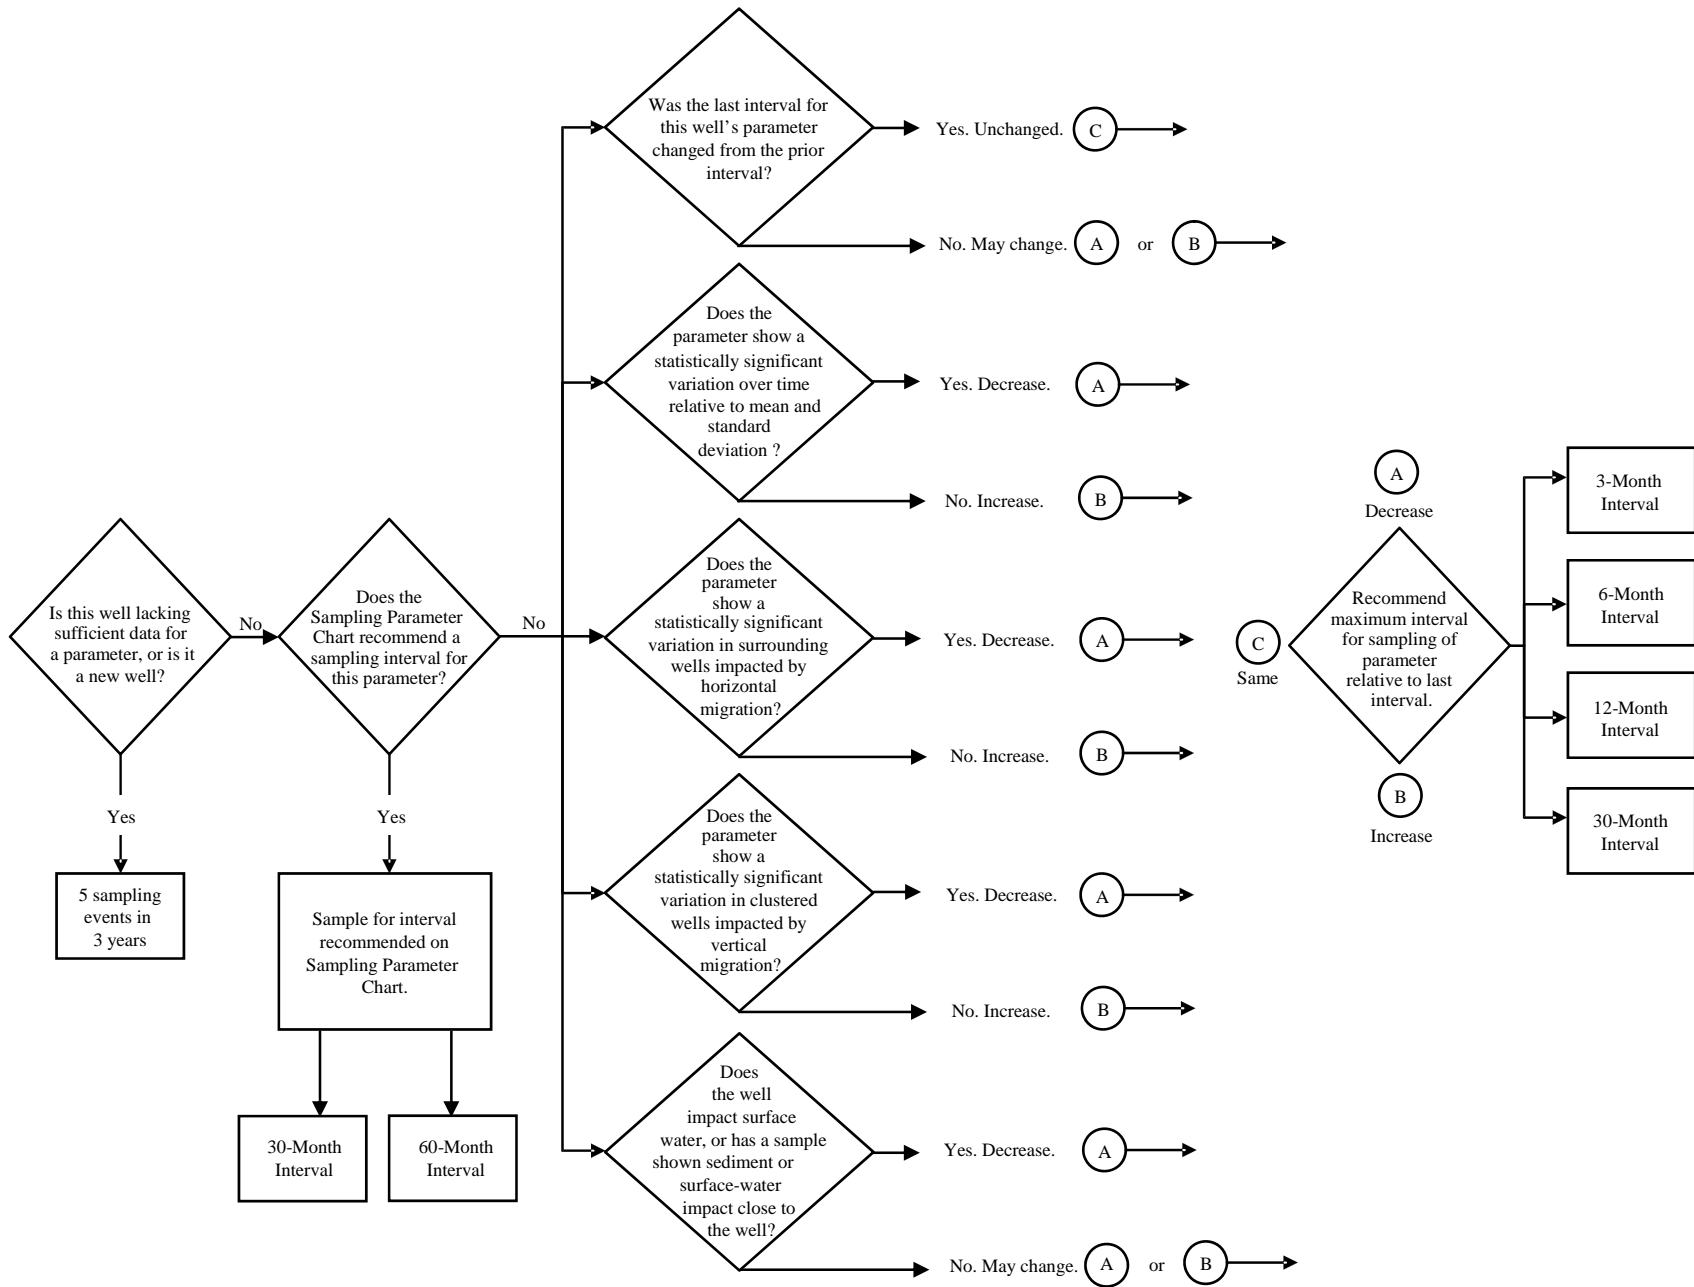 Is this well lacking
sufficient data for
a parameter, or is it
a new well?
No
Yes
5 sampling
events in
3 years
Does the
Sampling Parameter
Chart recommend a
sampling interval for
this parameter?
No
Yes
Sample for interval
recommended on
Sampling Parameter
Chart.
30-Month
Interval
60-Month
Interval
Was the last interval for
this well’s parameter
changed from the prior
interval?
Yes. Unchanged. C
No. May change. A or B
Does the
parameter show a
statistically significant
variation over time
relative to mean and
standard
deviation ?
Yes. Decrease. A
No. Increase. B
Does the
parameter
show a
statistically significant
variation in surrounding
wells impacted by
horizontal
migration?
Yes. Decrease. A
No. Increase. B
Does the
parameter
show a
statistically significant
variation in clustered
wells impacted by
vertical
migration?
Yes. Decrease. A
No. Increase. B
Does
the well
impact surface
water, or has a sample
shown sediment or
surface-water
impact close to
the well?
Yes. Decrease. A
No. May change. A or B
A
Decrease
C
Same
Recommend
maximum interval
for sampling of
parameter
relative to last
interval.
B
Increase
3-Month
Interval
6-Month
Interval
12-Month
Interval
30-Month
Interval